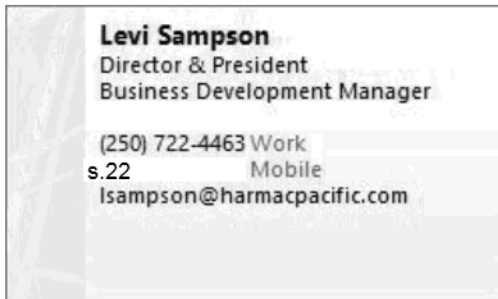 Levi Sampson
Director & President
Business Development Manager
(250) 722-4463 Work
s.22 Mobile
lsampson@harmacpacific.com